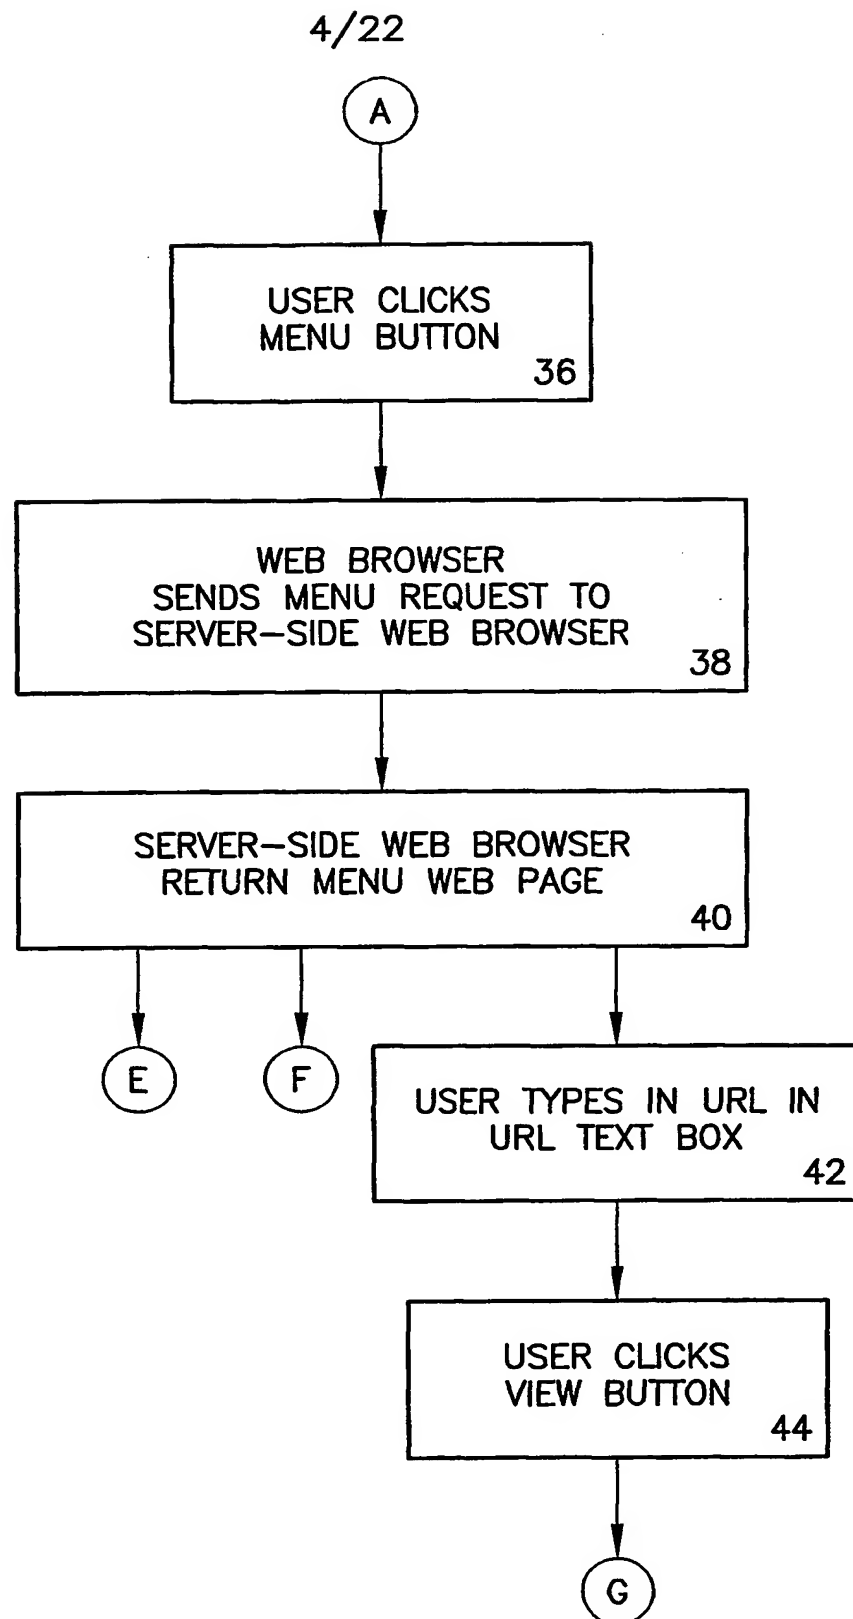 4/22
A
USER CLICKS
MENU BUTTON
36
WEB BROWSER
SENDS MENU REQUEST TO
SERVER-SIDE WEB BROWSER
38
SERVER-SIDE WEB BROWSER
RETURN MENU WEB PAGE
40
E
F
USER TYPES IN URL IN
URL TEXT BOX
42
USER CLICKS
VIEW BUTTON
44
G